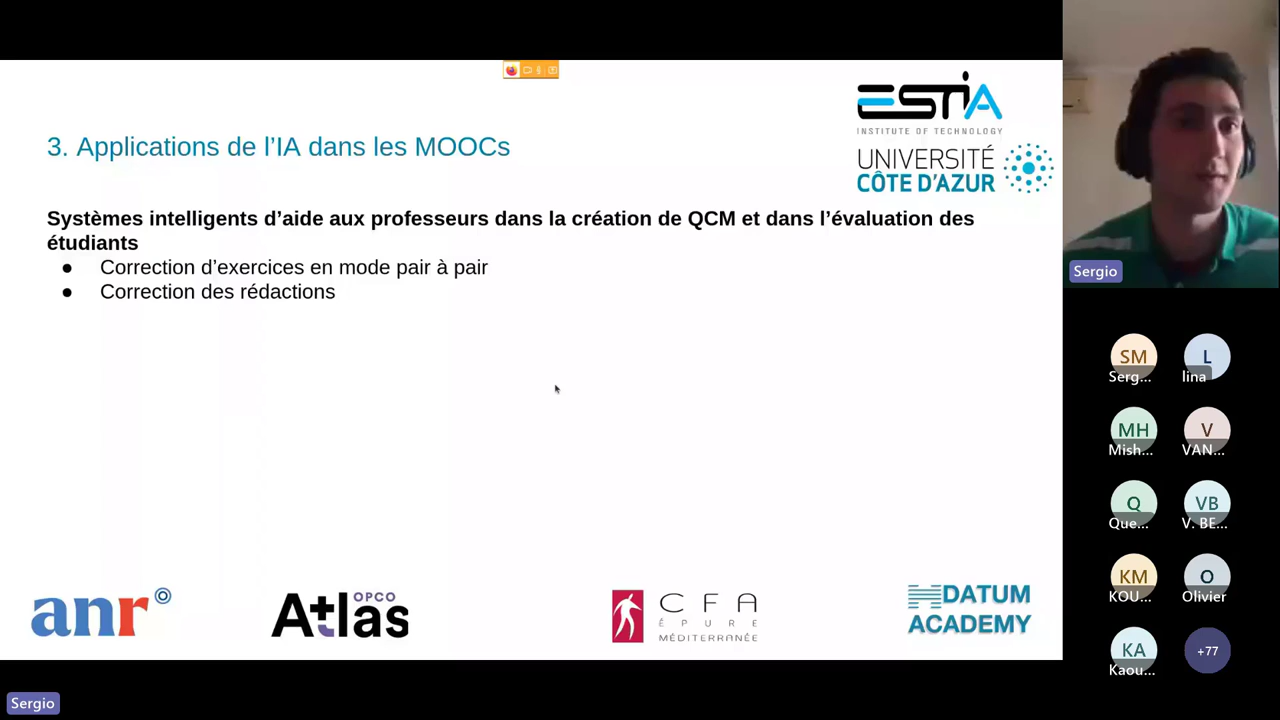 ESTIA
INSTITUTE OF TECHNOLOGY
UNIVERSITÉ
CÔTE D'AZUR
3. Applications de l'IA dans les MOOCs
Systèmes intelligents d'aide aux professeurs dans la création de QCM et dans l'évaluation des
étudiants
● Correction d'exercices en mode pair à pair
● Correction des rédactions
anr
OPCO
Atlas
CFA
ÉPURE
MÉDITERRANÉE
DATUM
ACADEMY
Sergio
SM
Serg...
L
lina
MH
Mish...
V
VAN...
Q
Que...
VB
V. BE...
KM
KOU...
O
Olivier
KA
Kaou...
+77
Sergio